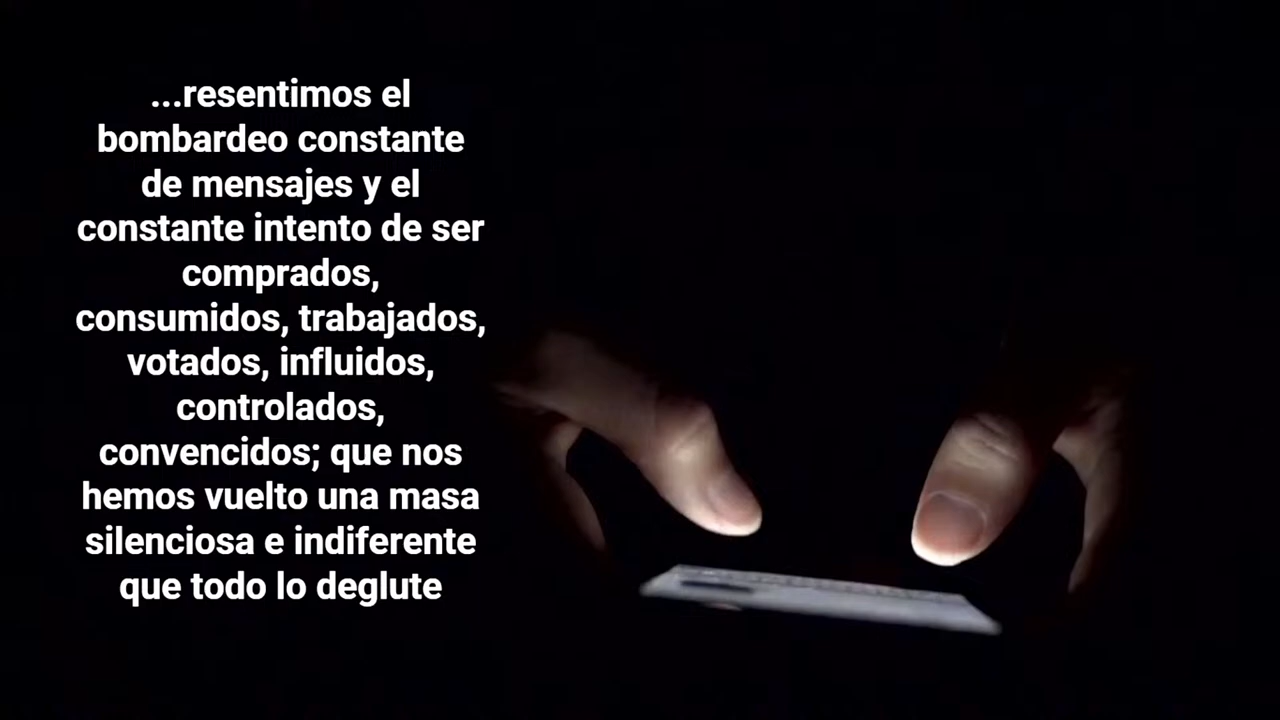 ...resentimos el
bombardeo constante
de mensajes y el
constante intento de ser
comprados,
consumidos, trabajados,
votados, influidos,
controlados,
convencidos; que nos
hemos vuelto una masa
silenciosa e indiferente
que todo lo deglute